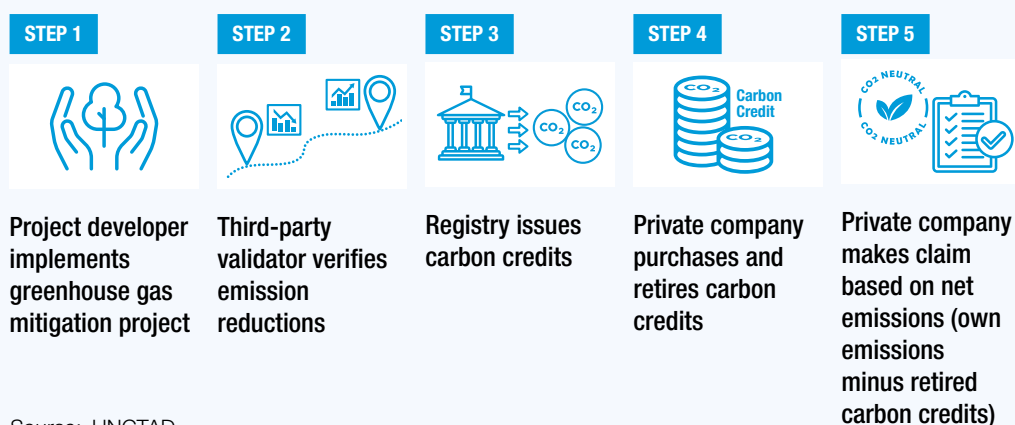 STEP 1
STEP 2
STEP 3
STEP 4
STEP 5
CO2
CO2
CO2
CO2
Carbon
Credit
CO2
CO2 NEUTRAL
CO2 NEUTRAL
Project developer
implements
greenhouse gas
mitigation project
Third-party
validator verifies
emission
reductions
Registry issues
carbon credits
Private company
purchases and
retires carbon
credits
Private company
makes claim
based on net
emissions (own
emissions
minus retired
carbon credits)
Source: UNCTAD